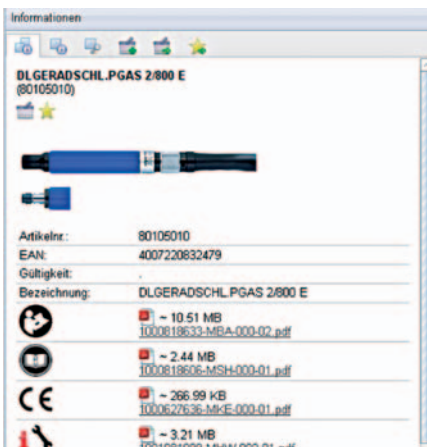 Informationen
DLGERADSCHL.PGAS 2/800 E
(80105010)
Artikelnr.: 80105010
EAN: 4007220832479
Gültigkeit: .
Bezeichnung: DLGERADSCHL.PGAS 2/800 E
~ 10.51 MB
1000818633-MBA-000-02.pdf
~ 2.44 MB
1000818606-MSH-000-01.pdf
CE ~ 266.99 KB
1000627636-MKE-000-01.pdf
~ 3.21 MB